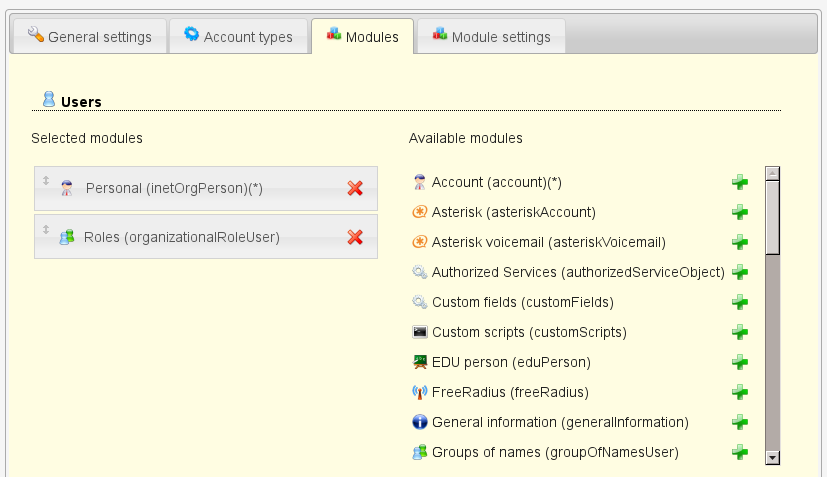 General settings
Account types
Modules
Module settings
Users
Selected modules
Available modules
Personal (inetOrgPerson)(*)
Roles (organizationalRoleUser)
Account (account)(*)
Asterisk (asteriskAccount)
Asterisk voicemail (asteriskVoicemail)
Authorized Services (authorizedServiceObject)
Custom fields (customFields)
Custom scripts (customScripts)
EDU person (eduPerson)
FreeRadius (freeRadius)
General information (generalInformation)
Groups of names (groupOfNamesUser)